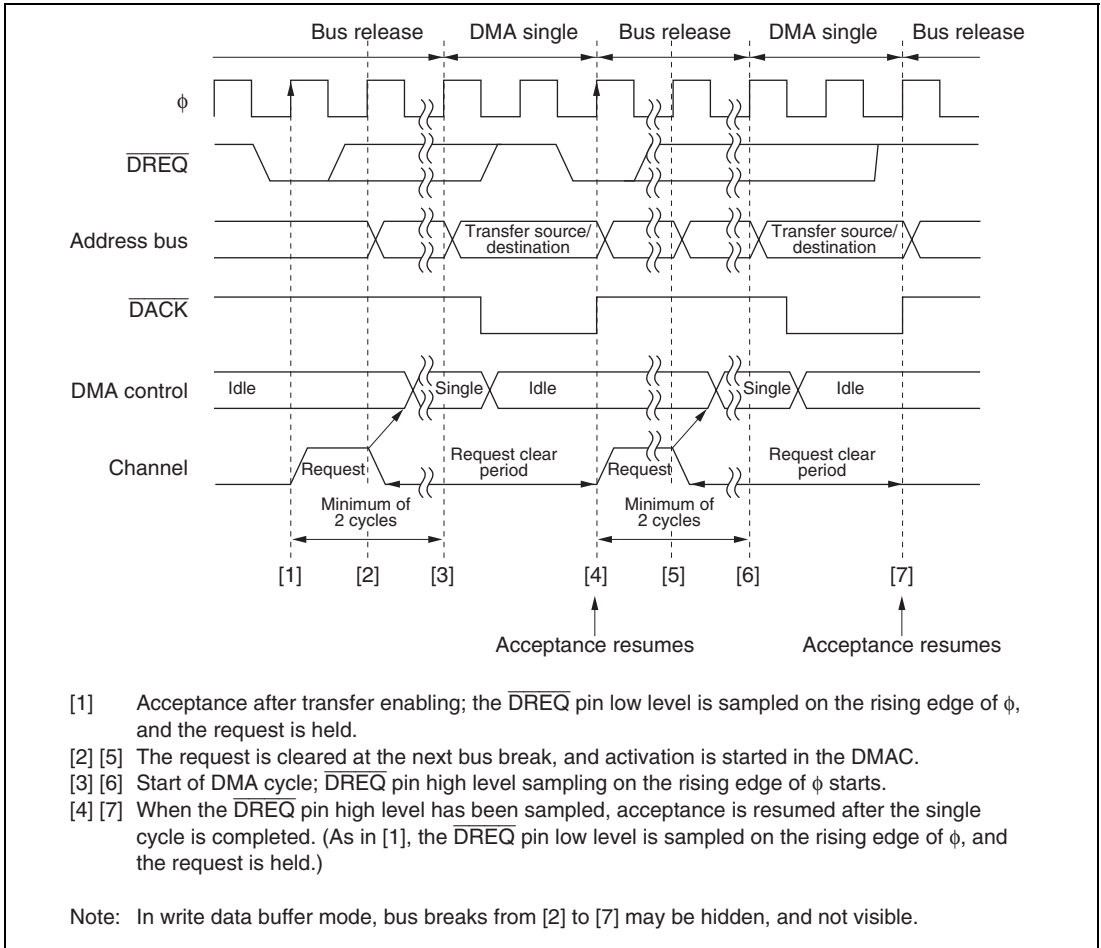 Bus release DMA single Bus release DMA single Bus release
ϕ
DREQ
Address bus
Transfer source/
destination
Transfer source/
destination
DACK
DMA control
Idle Single Idle Single Idle
Channel
Request
Request clear
period
Request
Request clear
period
Minimum of
2 cycles
Minimum of
2 cycles
[1] [2] [3] [4] [5] [6] [7]
Acceptance resumes Acceptance resumes
[1] Acceptance after transfer enabling; the DREQ pin low level is sampled on the rising edge of ϕ,
and the request is held.
[2] [5] The request is cleared at the next bus break, and activation is started in the DMAC.
[3] [6] Start of DMA cycle; DREQ pin high level sampling on the rising edge of ϕ starts.
[4] [7] When the DREQ pin high level has been sampled, acceptance is resumed after the single
cycle is completed. (As in [1], the DREQ pin low level is sampled on the rising edge of ϕ, and
the request is held.)
Note: In write data buffer mode, bus breaks from [2] to [7] may be hidden, and not visible.